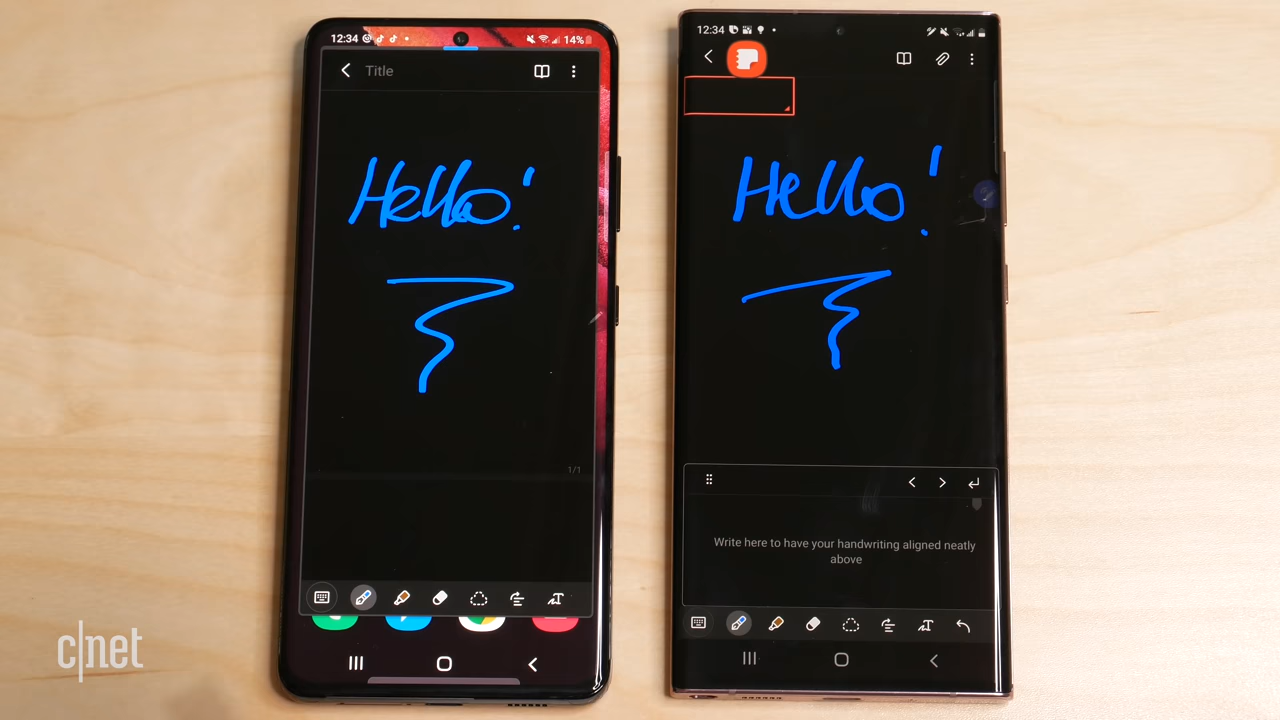 12:34
14%
Title
Hello!
1/1
12:34
Hello!
Write here to have your handwriting aligned neatly
above
c|net